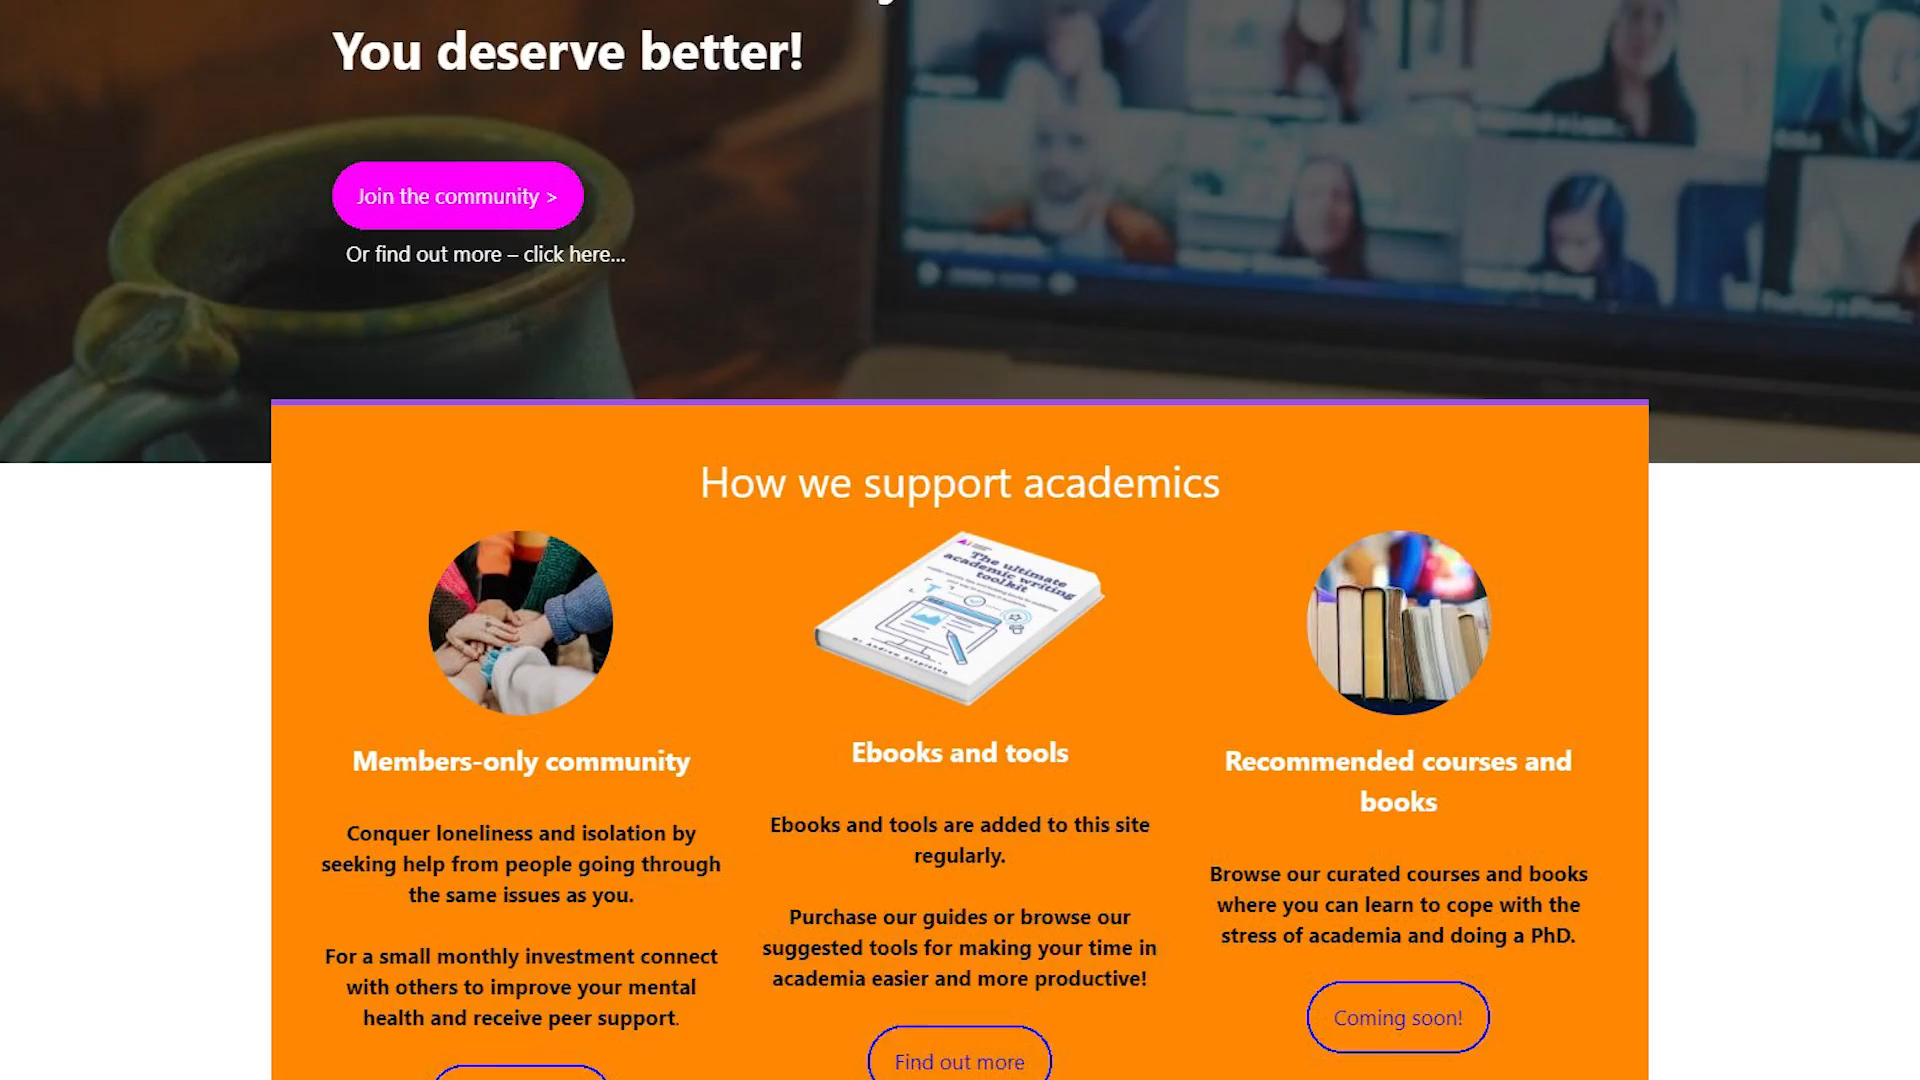 You deserve better!
Join the community >
Or find out more – click here...
How we support academics
The ultimate
academic writing
toolkit
Members-only community
Conquer loneliness and isolation by
seeking help from people going through
the same issues as you.
For a small monthly investment connect
with others to improve your mental
health and receive peer support.
Ebooks and tools
Ebooks and tools are added to this site
regularly.
Purchase our guides or browse our
suggested tools for making your time in
academia easier and more productive!
Find out more
Recommended courses and
books
Browse our curated courses and books
where you can learn to cope with the
stress of academia and doing a PhD.
Coming soon!